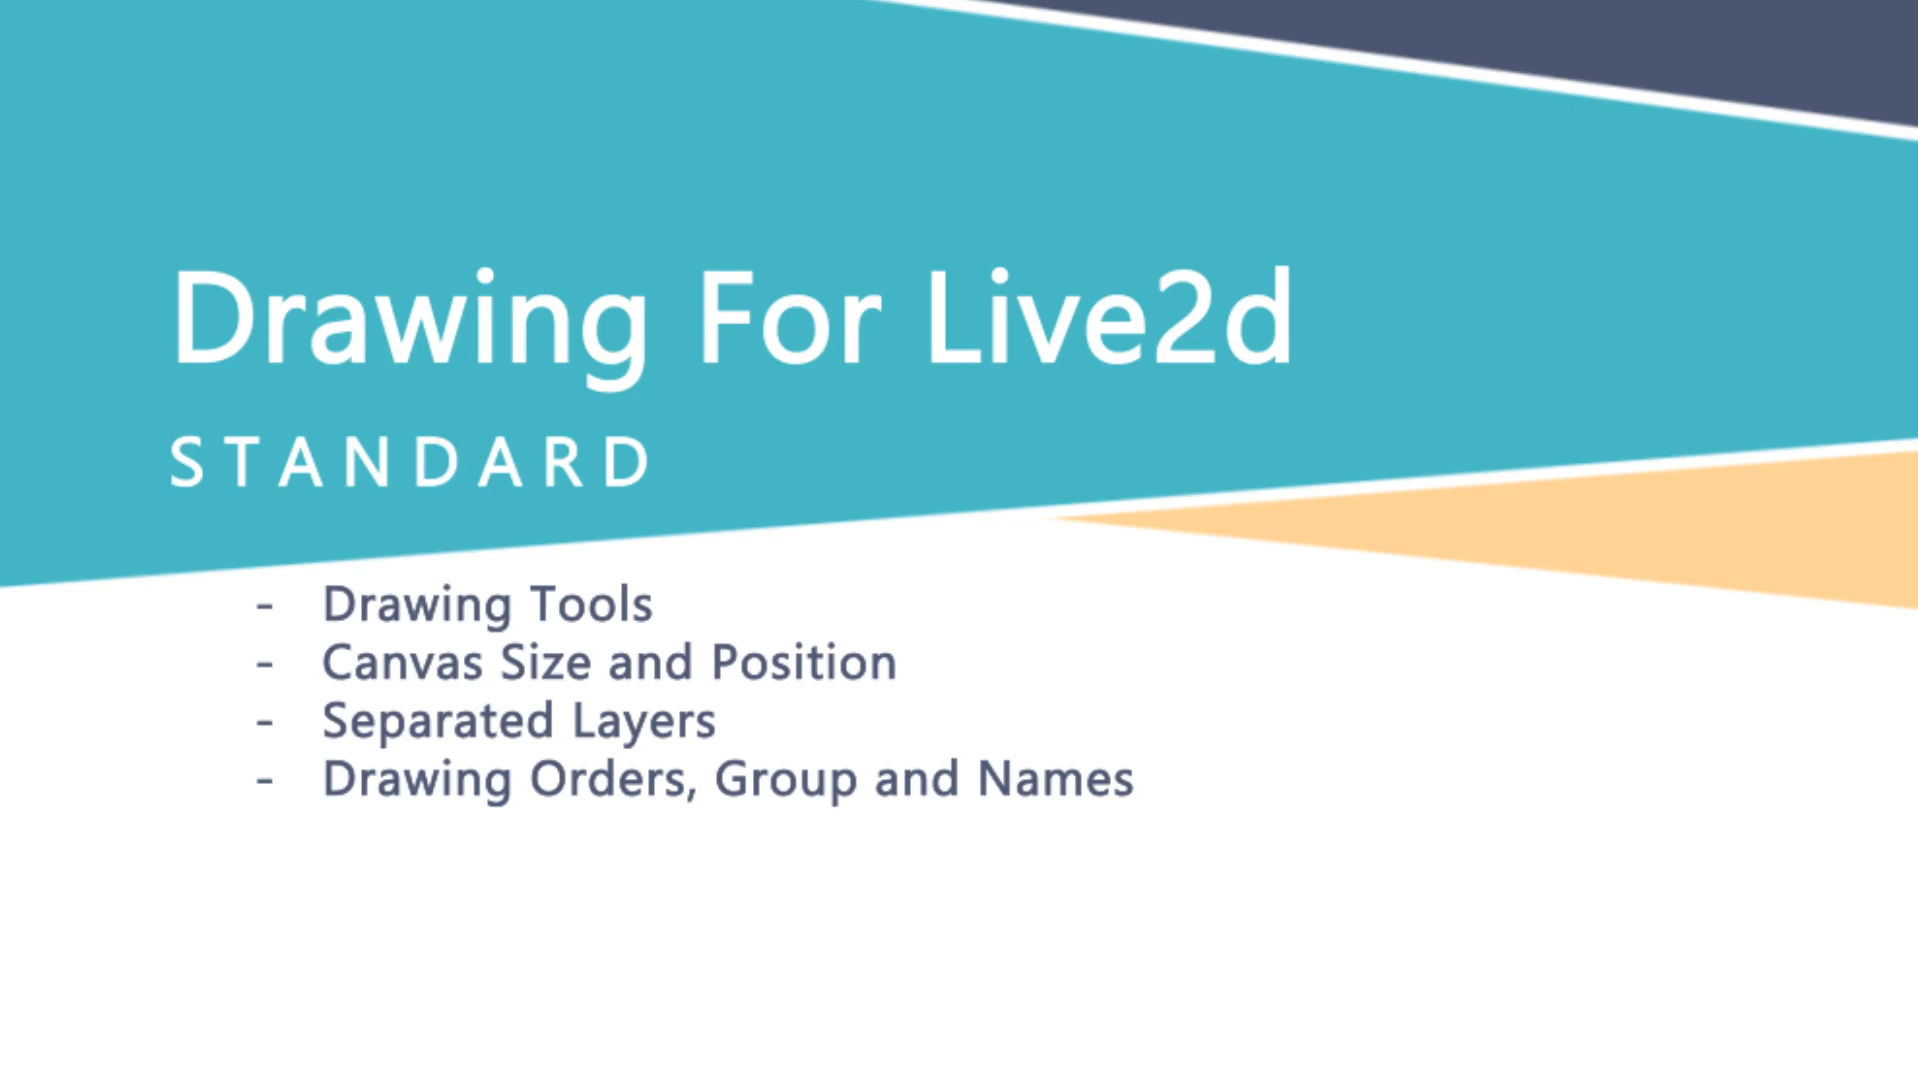 Drawing For Live2d
STANDARD
- Drawing Tools
- Canvas Size and Position
- Separated Layers
- Drawing Orders, Group and Names